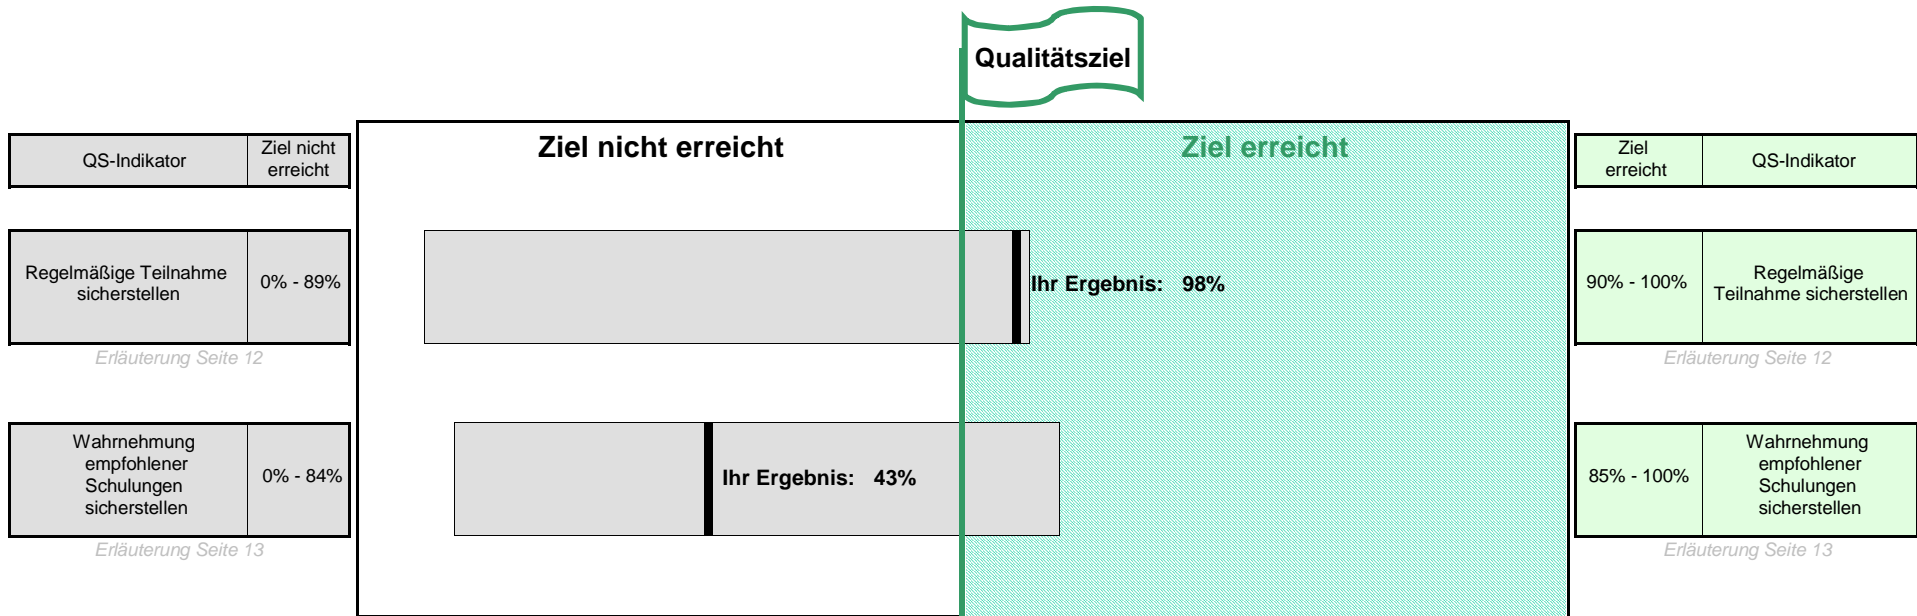 Qualitätsziel
Ziel nicht erreicht
Ziel erreicht
QS-Indikator
Ziel nicht
erreicht
Ziel
erreicht
QS-Indikator
Regelmäßige Teilnahme
sicherstellen
0% - 89%
Ihr Ergebnis: 98%
90% - 100%
Regelmäßige
Teilnahme sicherstellen
Erläuterung Seite 12
Erläuterung Seite 12
Wahrnehmung
empfohlener
Schulungen
sicherstellen
0% - 84%
Ihr Ergebnis: 43%
85% - 100%
Wahrnehmung
empfohlener
Schulungen
sicherstellen
Erläuterung Seite 13
Erläuterung Seite 13